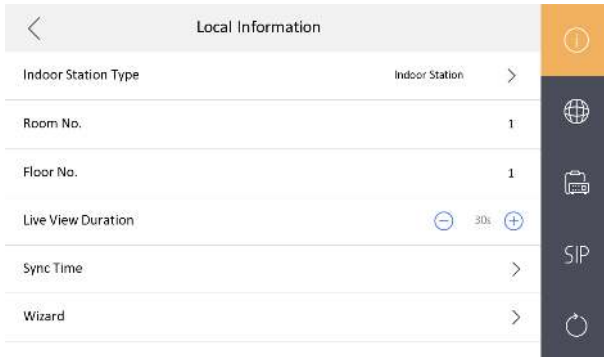 Local Information
Indoor Station Type Indoor Station
Room No. 1
Floor No. 1
Live View Duration 30s
SIP
Sync Time
Wizard